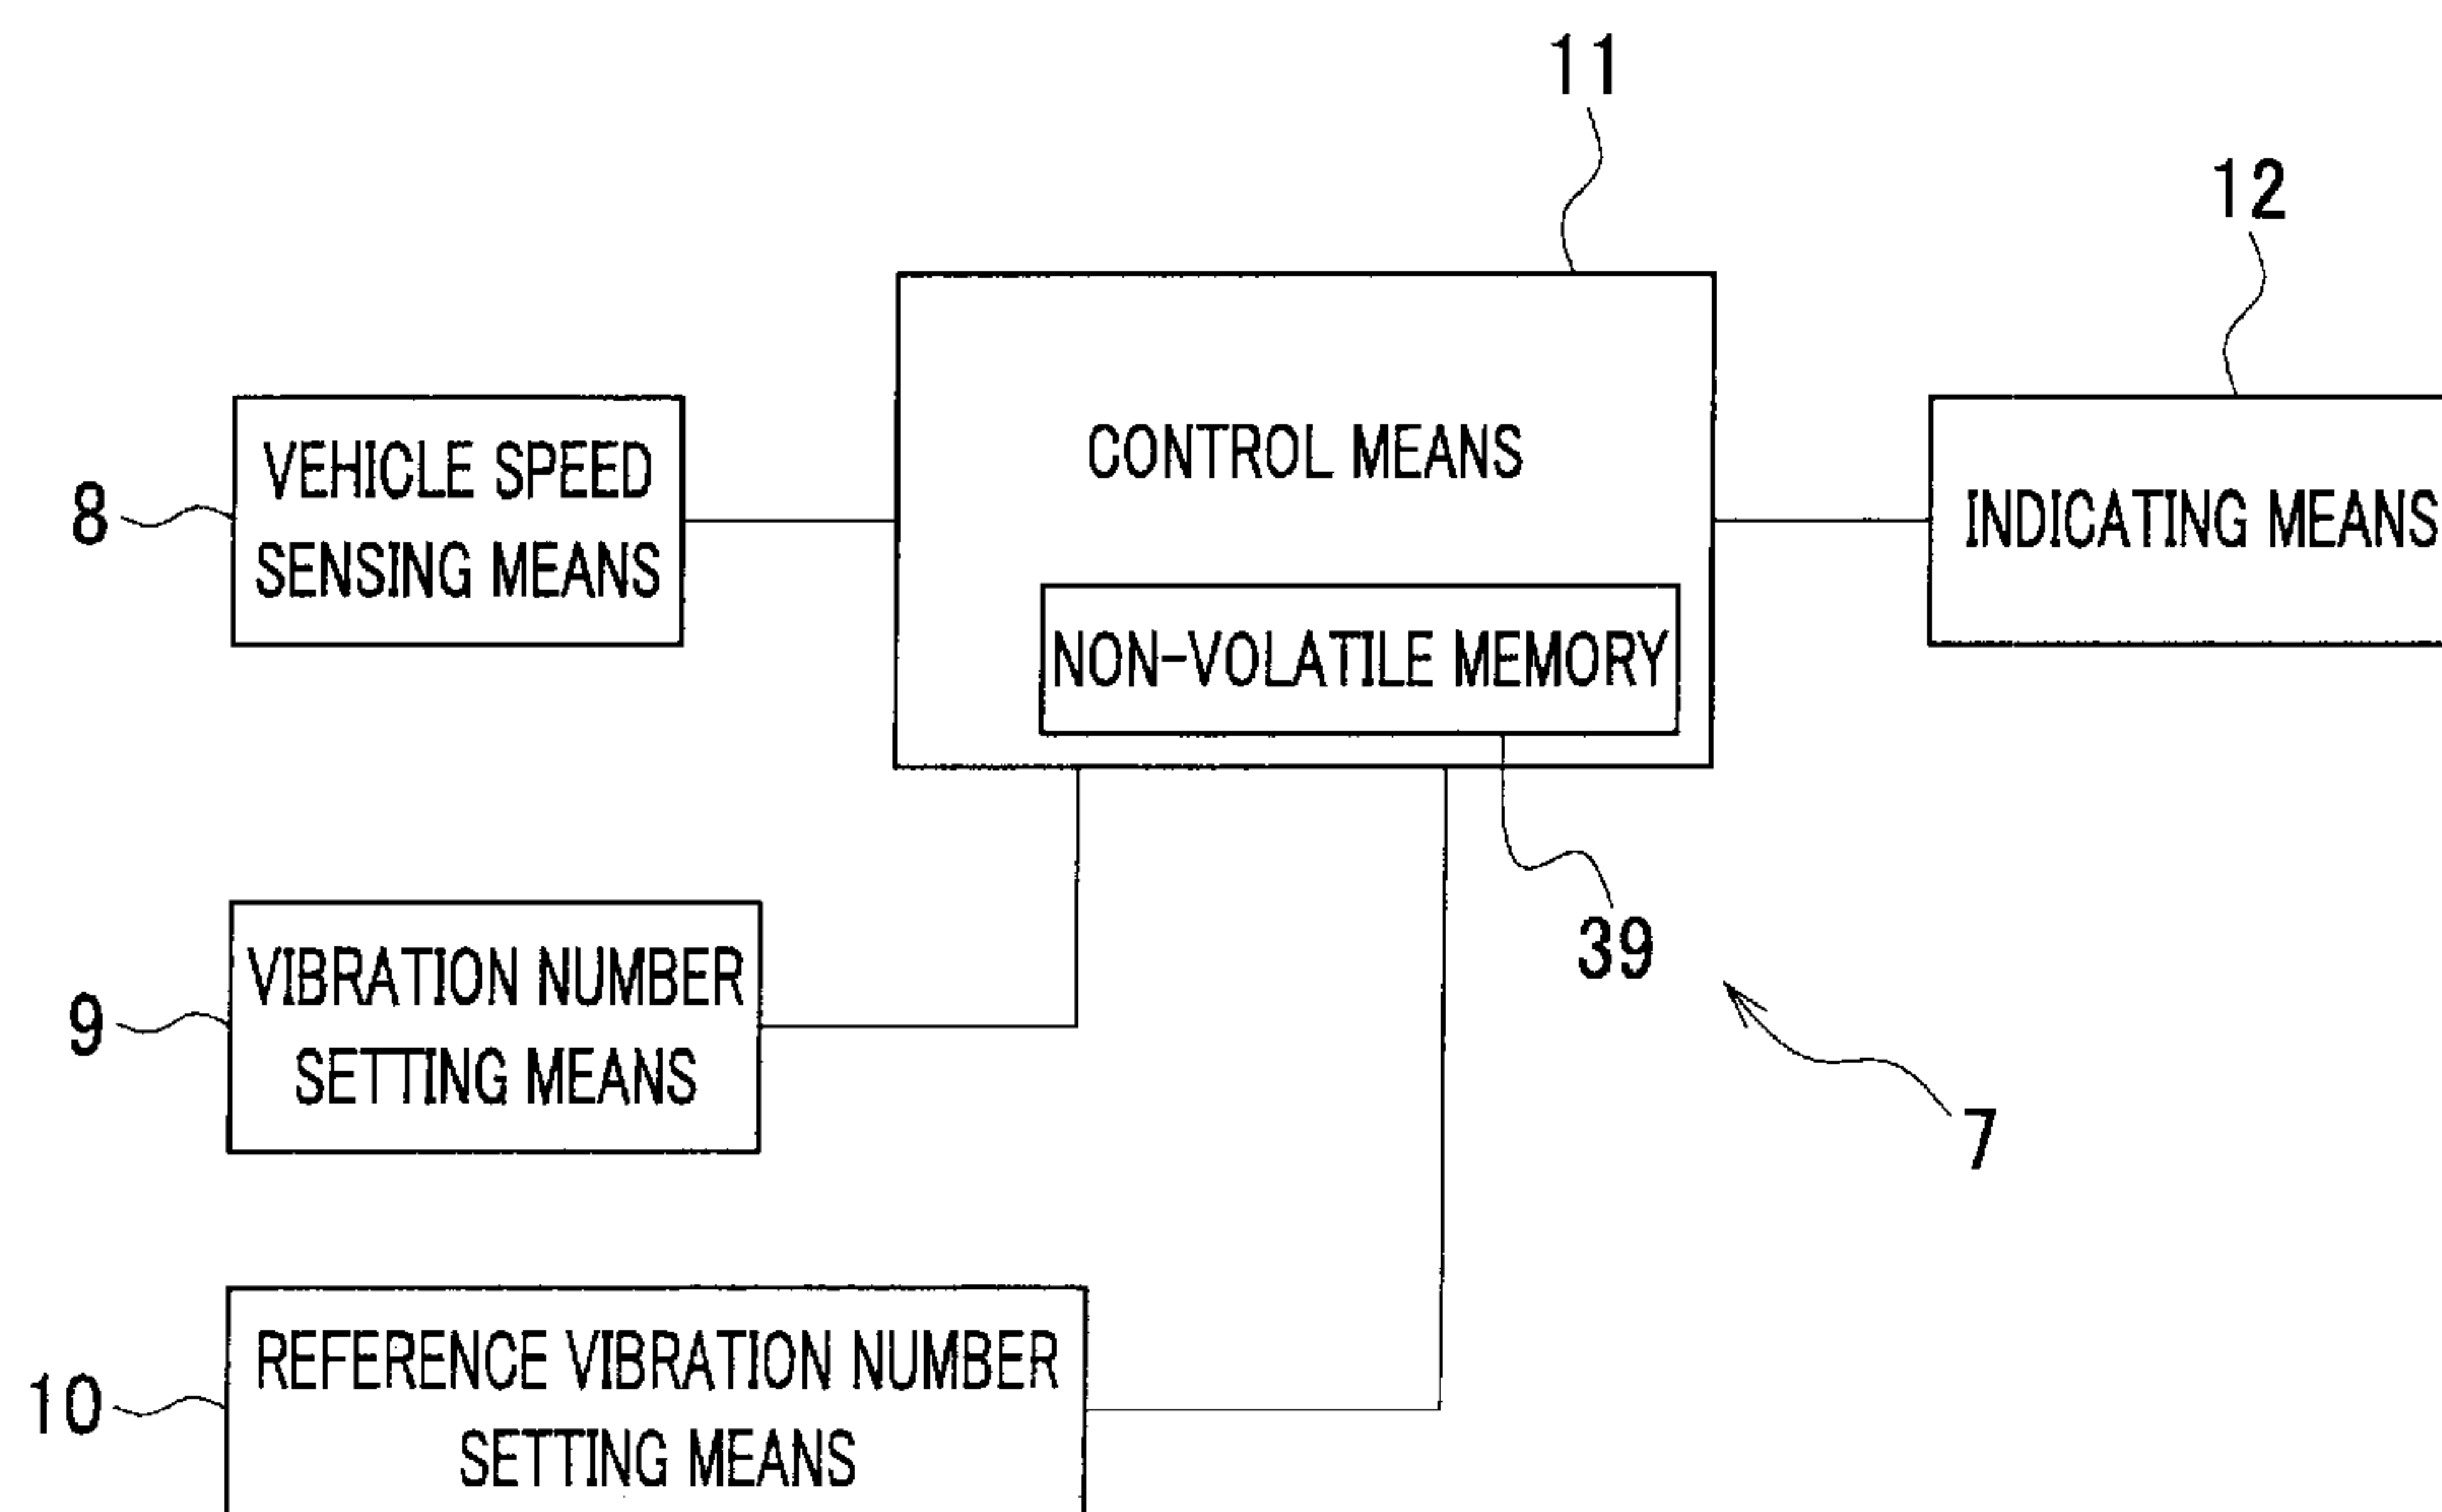 11
12
CONTROL MEANS
8
VEHICLE SPEED
SENSING MEANS
INDICATING MEANS
NON-VOLATILE MEMORY
39
9
VIBRATION NUMBER
SETTING MEANS
7
10
REFERENCE VIBRATION NUMBER
SETTING MEANS